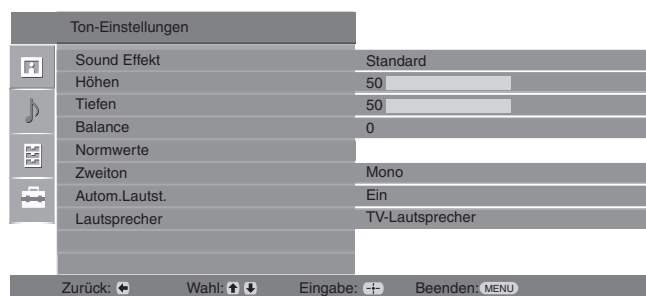 Ton-Einstellungen
Sound Effekt Standard
Höhen 50
Tiefen 50
Balance 0
Normwerte
Zweiton Mono
Autom.Lautst. Ein
Lautsprecher TV-Lautsprecher
Zurück: Wahl: Eingabe: Beenden: MENU